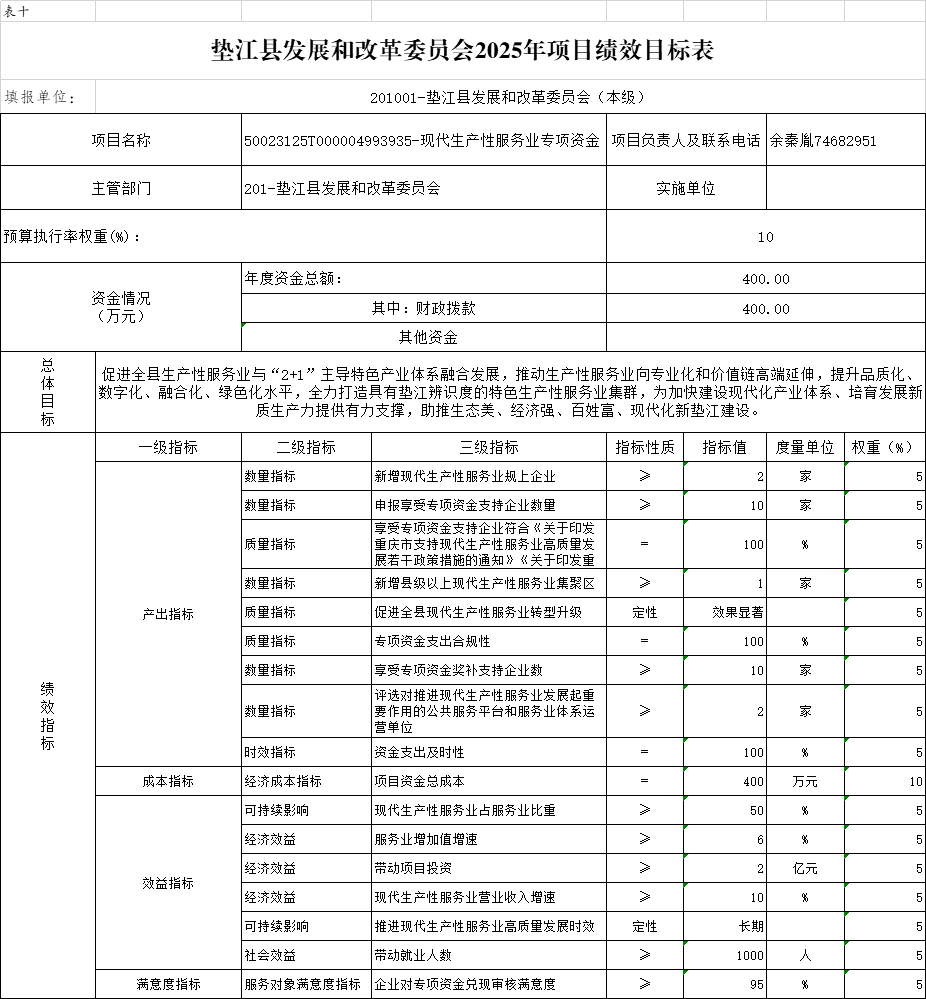 表十
垫江县发展和改革委员会2025年项目绩效目标表
填报单位： 201001-垫江县发展和改革委员会（本级）
项目名称 50023125T000004993935-现代生产性服务业专项资金 项目负责人及联系电话 余秦胤74682951
主管部门 201-垫江县发展和改革委员会 实施单位
预算执行率权重(%)： 10
资金情况
（万元）
年度资金总额： 400.00
其中：财政拨款 400.00
其他资金
总体目标
促进全县生产性服务业与“2+1”主导特色产业体系融合发展，推动生产性服务业向专业化和价值链高端延伸，提升品质化、
数字化、融合化、绿色化水平，全力打造具有垫江辨识度的特色生产性服务业集群，为加快建设现代化产业体系、培育发展新
质生产力提供有力支撑，助推生态美、经济强、百姓富、现代化新垫江建设。
绩效指标
一级指标 二级指标 三级指标 指标性质 指标值 度量单位 权重（%）
产出指标
数量指标 新增现代生产性服务业规上企业 ≥ 2 家 5
数量指标 申报享受专项资金支持企业数量 ≥ 10 家 5
质量指标 享受专项资金支持企业符合《关于印发
重庆市支持现代生产性服务业高质量发
展若干政策措施的通知》《关于印发重 = 100 % 5
数量指标 新增县级以上现代生产性服务业集聚区 ≥ 1 家 5
质量指标 促进全县现代生产性服务业转型升级 定性 效果显著 5
质量指标 专项资金支出合规性 = 100 % 5
数量指标 享受专项资金奖补支持企业数 ≥ 10 家 5
数量指标 评选对推进现代生产性服务业发展起重
要作用的公共服务平台和服务业体系运
营单位 ≥ 2 家 5
时效指标 资金支出及时性 = 100 % 5
成本指标 经济成本指标 项目资金总成本 = 400 万元 10
效益指标
可持续影响 现代生产性服务业占服务业比重 ≥ 50 % 5
经济效益 服务业增加值增速 ≥ 6 % 5
经济效益 带动项目投资 ≥ 2 亿元 5
经济效益 现代生产性服务业营业收入增速 ≥ 10 % 5
可持续影响 推进现代生产性服务业高质量发展时效 定性 长期 5
社会效益 带动就业人数 ≥ 1000 人 5
满意度指标 服务对象满意度指标 企业对专项资金兑现审核满意度 ≥ 95 % 5